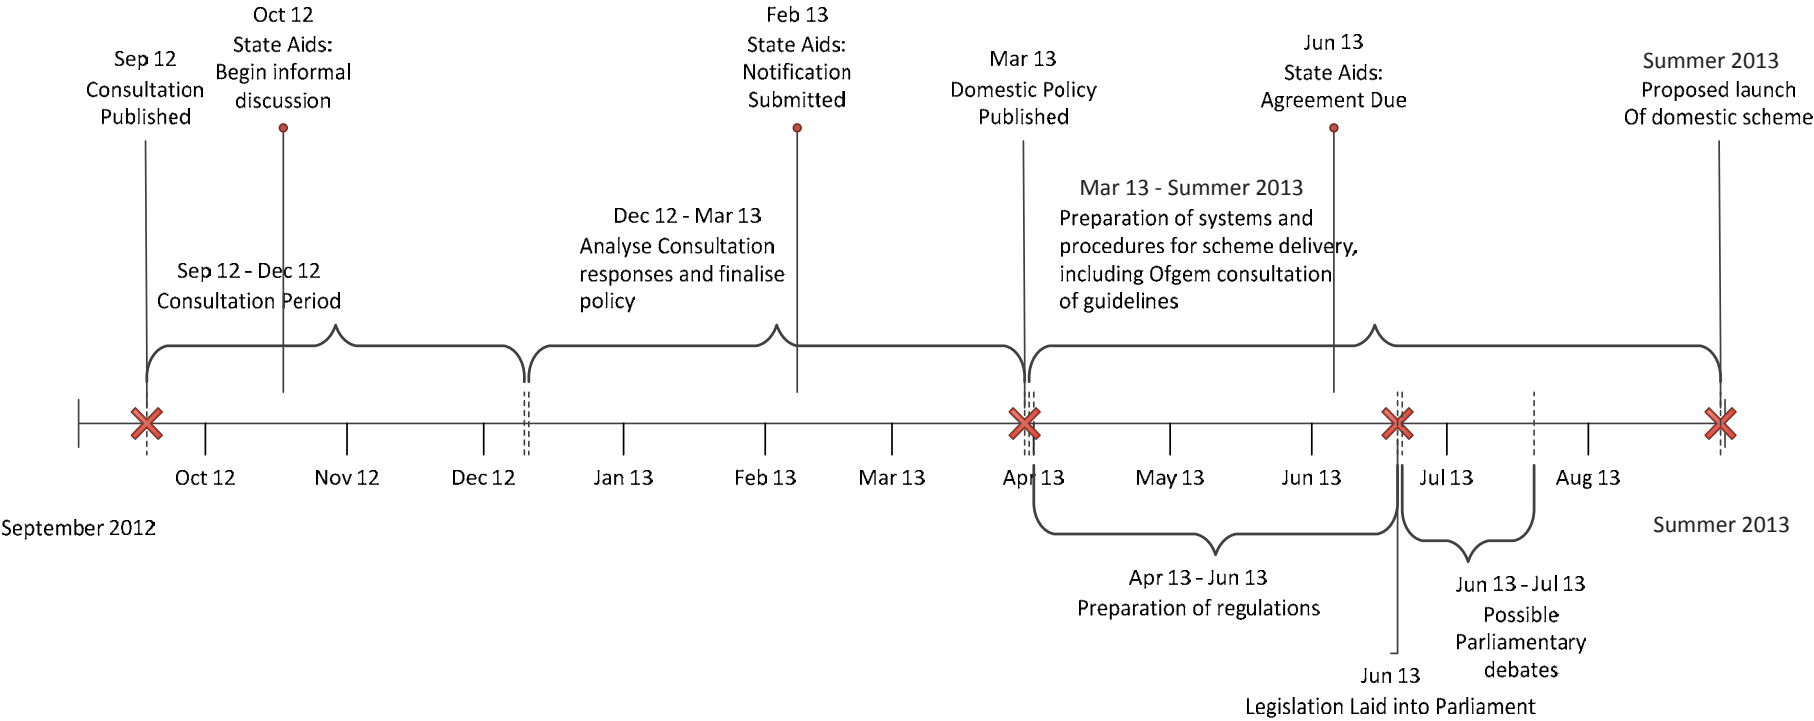 Sep 12
Consultation
Published
Oct 12
State Aids:
Begin informal
discussion
Feb 13
State Aids:
Notification
Submitted
Mar 13
Domestic Policy
Published
Jun 13
State Aids:
Agreement Due
Summer 2013
Proposed launch
Of domestic scheme
Sep 12 - Dec 12
Consultation Period
Dec 12 - Mar 13
Analyse Consultation
responses and finalise
policy
Mar 13 - Summer 2013
Preparation of systems and
procedures for scheme delivery,
including Ofgem consultation
of guidelines
Oct 12
Nov 12
Dec 12
Jan 13
Feb 13
Mar 13
Apr 13
May 13
Jun 13
Jul 13
Aug 13
September 2012
Summer 2013
Apr 13 - Jun 13
Preparation of regulations
Jun 13 - Jul 13
Possible
Parliamentary
debates
Jun 13
Legislation Laid into Parliament